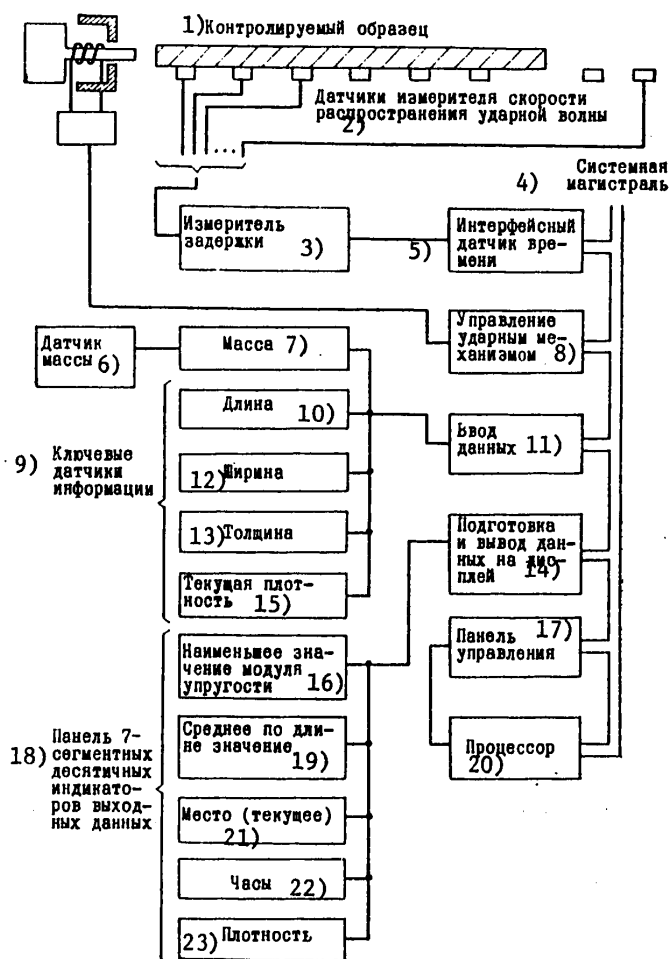 1)Контролируемый образец
Датчики измерителя скорости
распространения ударной волны
2)
4) Системная
магистраль
Измеритель
задержки 3)
5)
Интерфейсный
датчик вре-
мени
Датчик
массы 6)
Масса 7)
Управление
ударным ме-
ханизмом 8)
9) Ключевые
датчики
информации
Длина 10)
Ввод
данных 11)
12)Ширина
13)Толщина
Текущая плот-
ность 15)
Подготовка
и вывод дан-
ных на дис-
плей 14)
Наименьшее зна-
чение модуля
упругости 16)
17)
Панель
управления
18) Панель 7-
сегментных
десятичных
индикато-
ров выход-
ных данных
Среднее по дли-
не значение
19)
Процессор
20)
Место (текущее)
21)
Часы 22)
23)Плотность